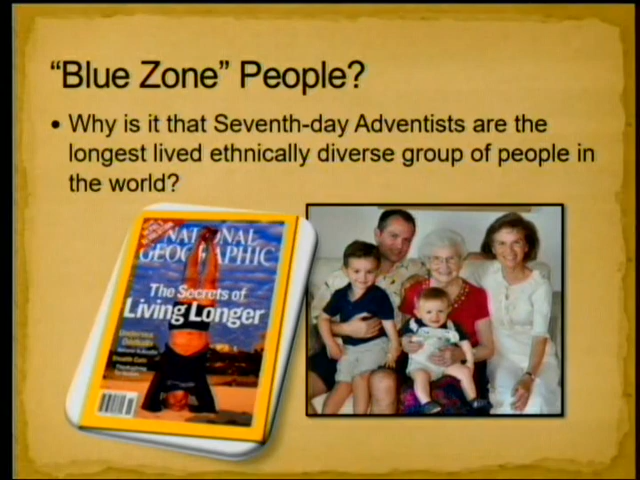 “Blue Zone” People?
• Why is it that Seventh-day Adventists are the
longest lived ethnically diverse group of people in
the world?
NATIONAL
GEOGRAPHIC
The Secrets of
Living Longer